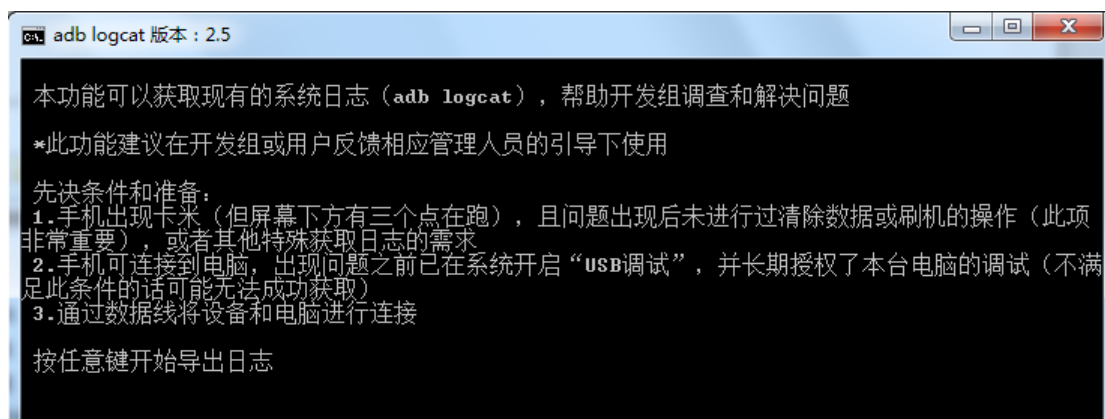 adb logcat 版本：2.5
本功能可以获取现有的系统日志（adb logcat），帮助开发组调查和解决问题
*此功能建议在开发组或用户反馈相应管理人员的引导下使用
先决条件和准备：
1.手机出现卡米（但屏幕下方有三个点在跑），且问题出现后未进行过清除数据或刷机的操作（此项
非常重要），或者其他特殊获取日志的需求
2.手机可连接到电脑，出现问题之前已在系统开启“USB调试”，并长期授权了本台电脑的调试（不满
足此条件的话可能无法成功获取）
3.通过数据线将设备和电脑进行连接
按任意键开始导出日志